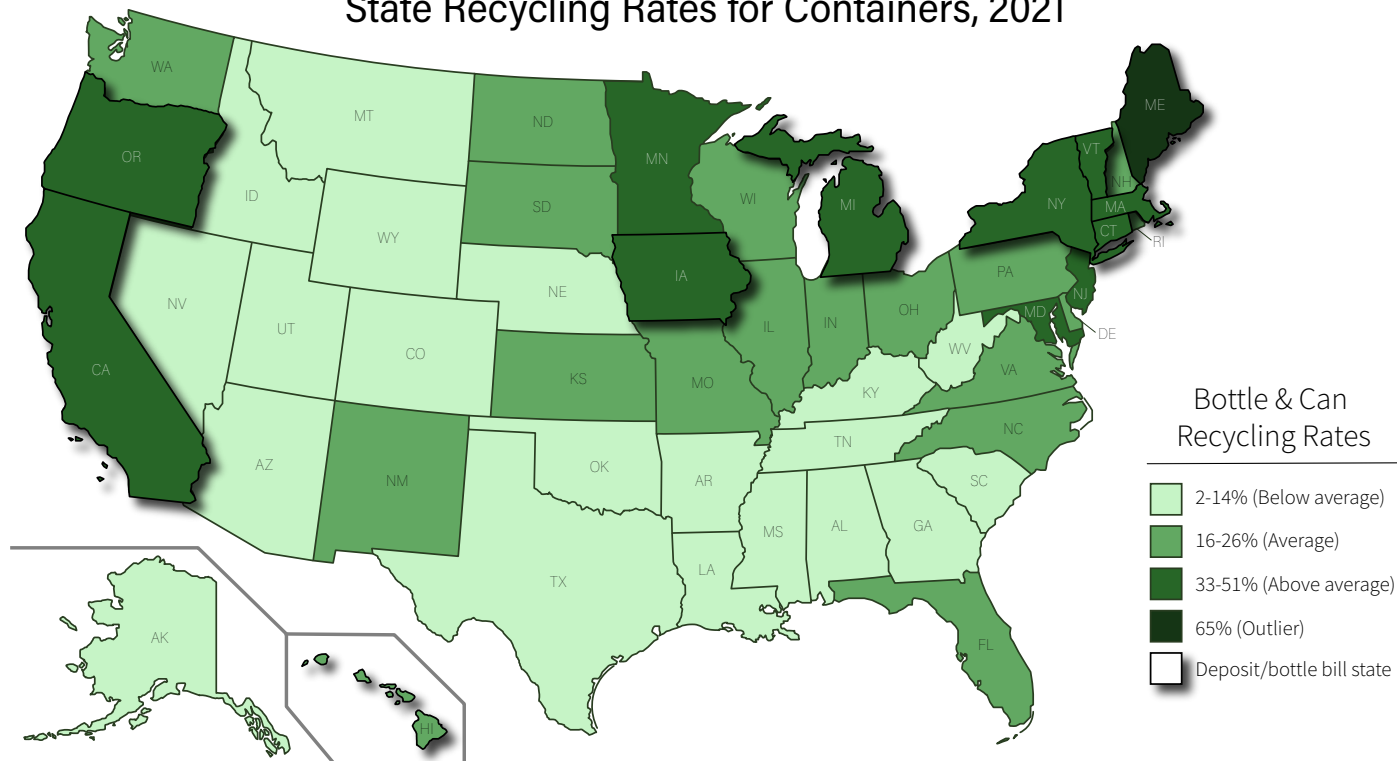 State Recycling Rates for Containers, 2021
WA
MT
ND
MN
ME
OR
ID
SD
WI
MI
VT
NH
NY
MA
CT
RI
WY
NE
IA
PA
NJ
NV
UT
CO
IL
IN
OH
MD
DE
WV
CA
KS
MO
KY
VA
AZ
NM
OK
AR
TN
NC
SC
MS
AL
GA
TX
LA
FL
AK
HI
Bottle & Can
Recycling Rates
2-14% (Below average)
16-26% (Average)
33-51% (Above average)
65% (Outlier)
Deposit/bottle bill state